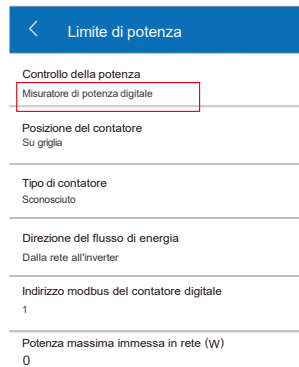 Limite di potenza
Controllo della potenza
Misuratore di potenza digitale
Posizione del contatore
Su griglia
Tipo di contatore
Sconosciuto
Direzione del flusso di energia
Dalla rete all'inverter
Indirizzo modbus del contatore digitale
1
Potenza massima immessa in rete (W)
0